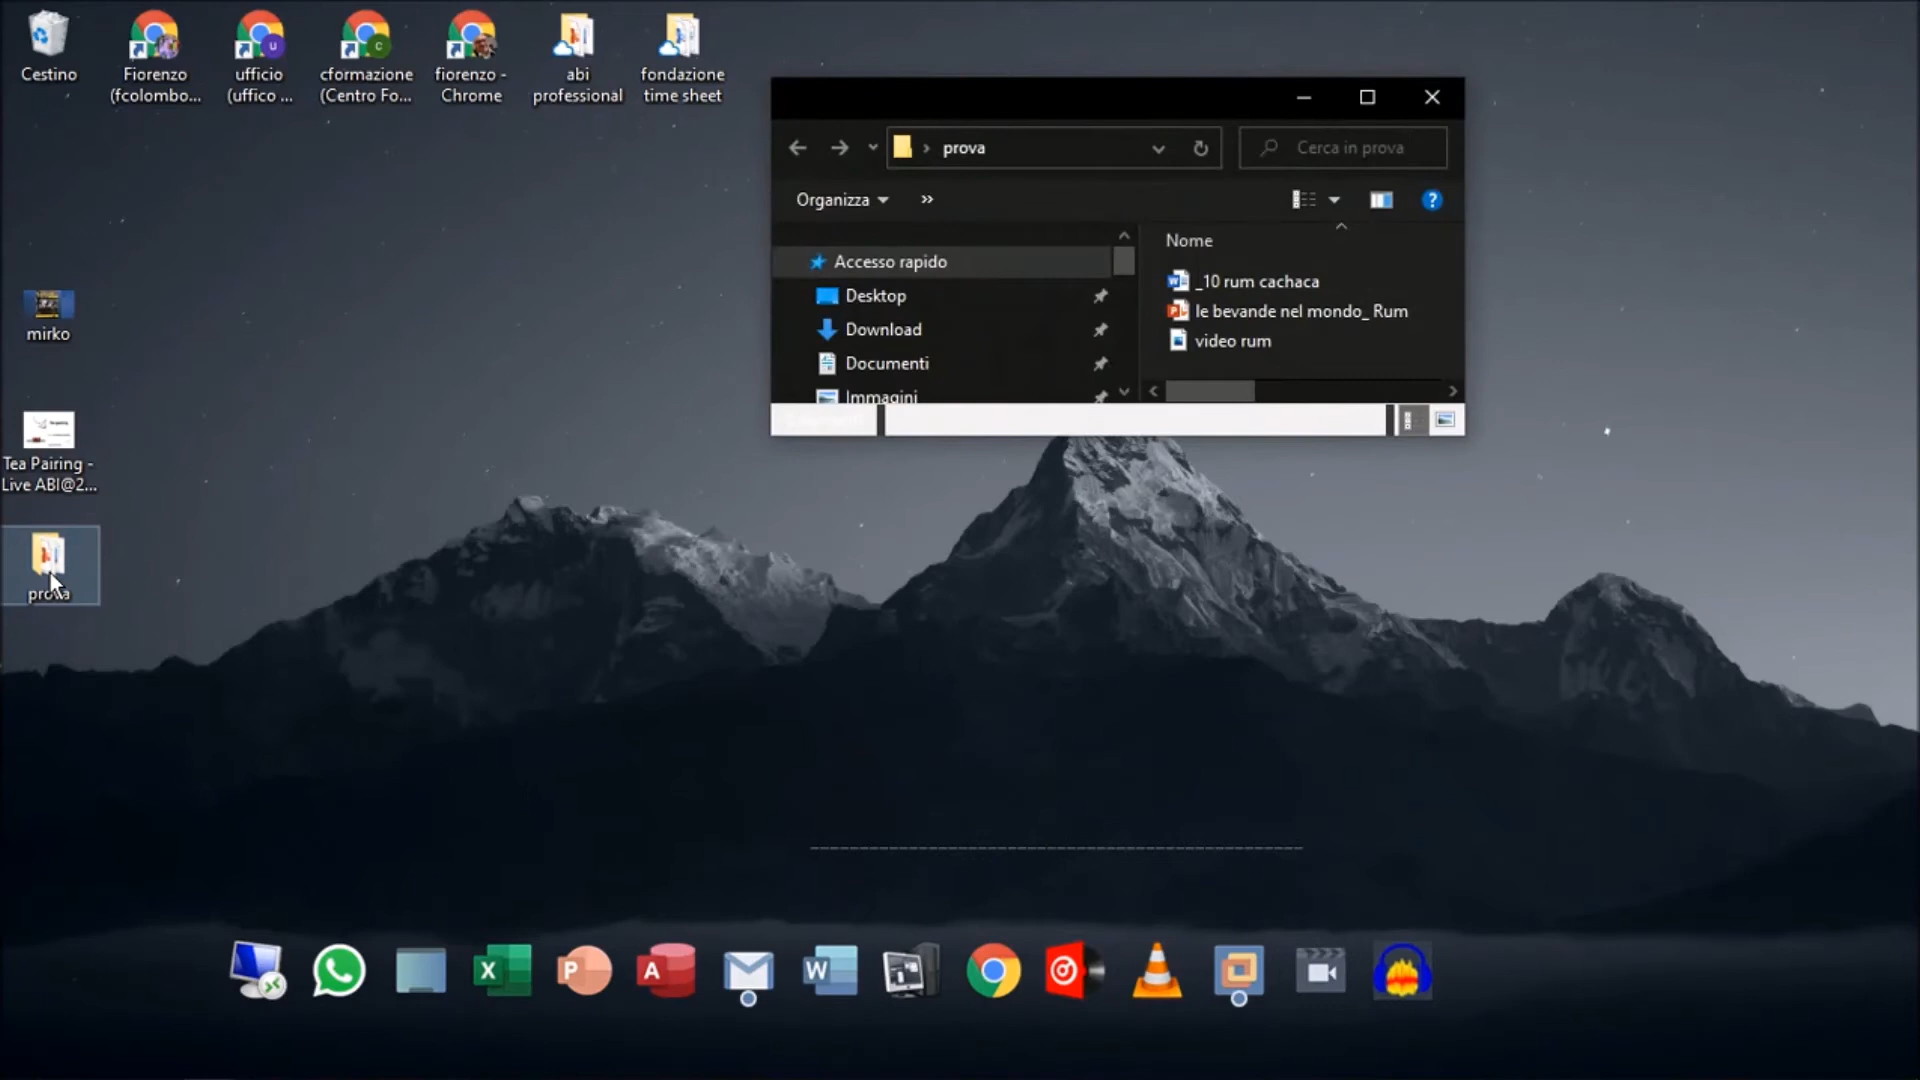 Cestino
Fiorenzo
(fcolombo...
ufficio
(uffico ...
cformazione
(Centro Fo...
fiorenzo -
Chrome
abi
professional
fondazione
time sheet
mirko
Tea Pairing -
Live ABI@2...
prova
prova
Cerca in prova
Organizza
Accesso rapido
Desktop
Download
Documenti
Immagini
Nome
_10 rum cachaca
le bevande nel mondo_ Rum
video rum